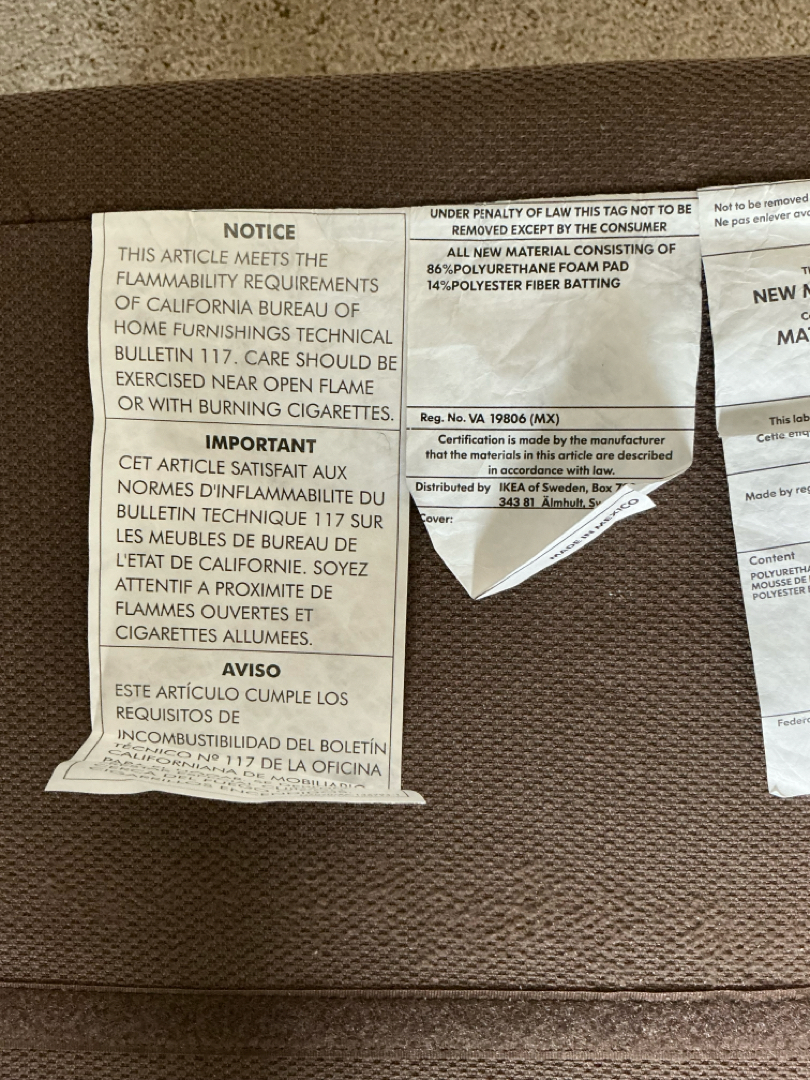 NOTICE
THIS ARTICLE MEETS THE
FLAMMABILITY REQUIREMENTS
OF CALIFORNIA BUREAU OF
HOME FURNISHINGS TECHNICAL
BULLETIN 117. CARE SHOULD BE
EXERCISED NEAR OPEN FLAME
OR WITH BURNING CIGARETTES.
IMPORTANT
CET ARTICLE SATISFAIT AUX
NORMES D'INFLAMMABILITE DU
BULLETIN TECHNIQUE 117 SUR
LES MEUBLES DE BUREAU DE
L'ETAT DE CALIFORNIE. SOYEZ
ATTENTIF A PROXIMITE DE
FLAMMES OUVERTES ET
CIGARETTES ALLUMEES.
AVISO
ESTE ARTÍCULO CUMPLE LOS
REQUISITOS DE
INCOMBUSTIBILIDAD DEL BOLETÍN
TÉCNICO Nº 117 DE LA OFICINA
CALIFORNIANA DE MOBILIARIO
UNDER PENALTY OF LAW THIS TAG NOT TO BE
REMOVED EXCEPT BY THE CONSUMER
ALL NEW MATERIAL CONSISTING OF
86%POLYURETHANE FOAM PAD
14%POLYESTER FIBER BATTING
Reg. No. VA 19806 (MX)
Certification is made by the manufacturer
that the materials in this article are described
in accordance with law.
Distributed by IKEA of Sweden, Box
343 81 Älmhult,
Cover:
MADE IN MEXICO
Not to be removed
Ne pas enlever
NEW
This
Cette
Made by
Content
MOUSSE DE
POLYESTER